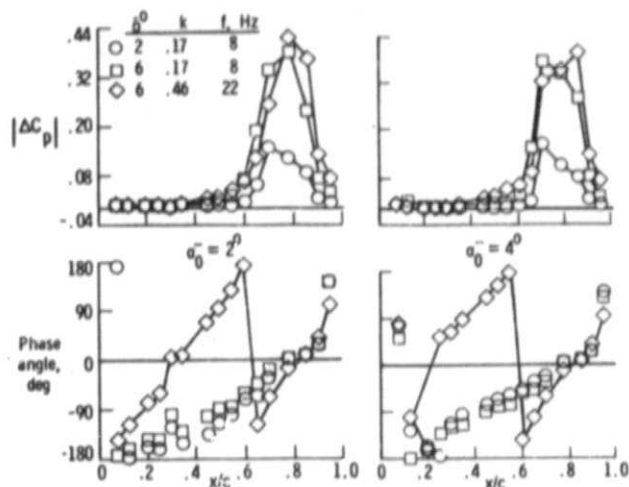 δ⁰ k f, Hz
○ 2 .17 8
□ 6 .17 8
◇ 6 .46 22
.44
.32
.20
.08
-.04
|ΔCp|
α₀ = 2⁰
α₀ = 4⁰
180
90
0
-90
-180
Phase
angle,
deg
0 .2 .4 .6 .8 1.0
x/c
0 .2 .4 .6 .8 1.0
x/c